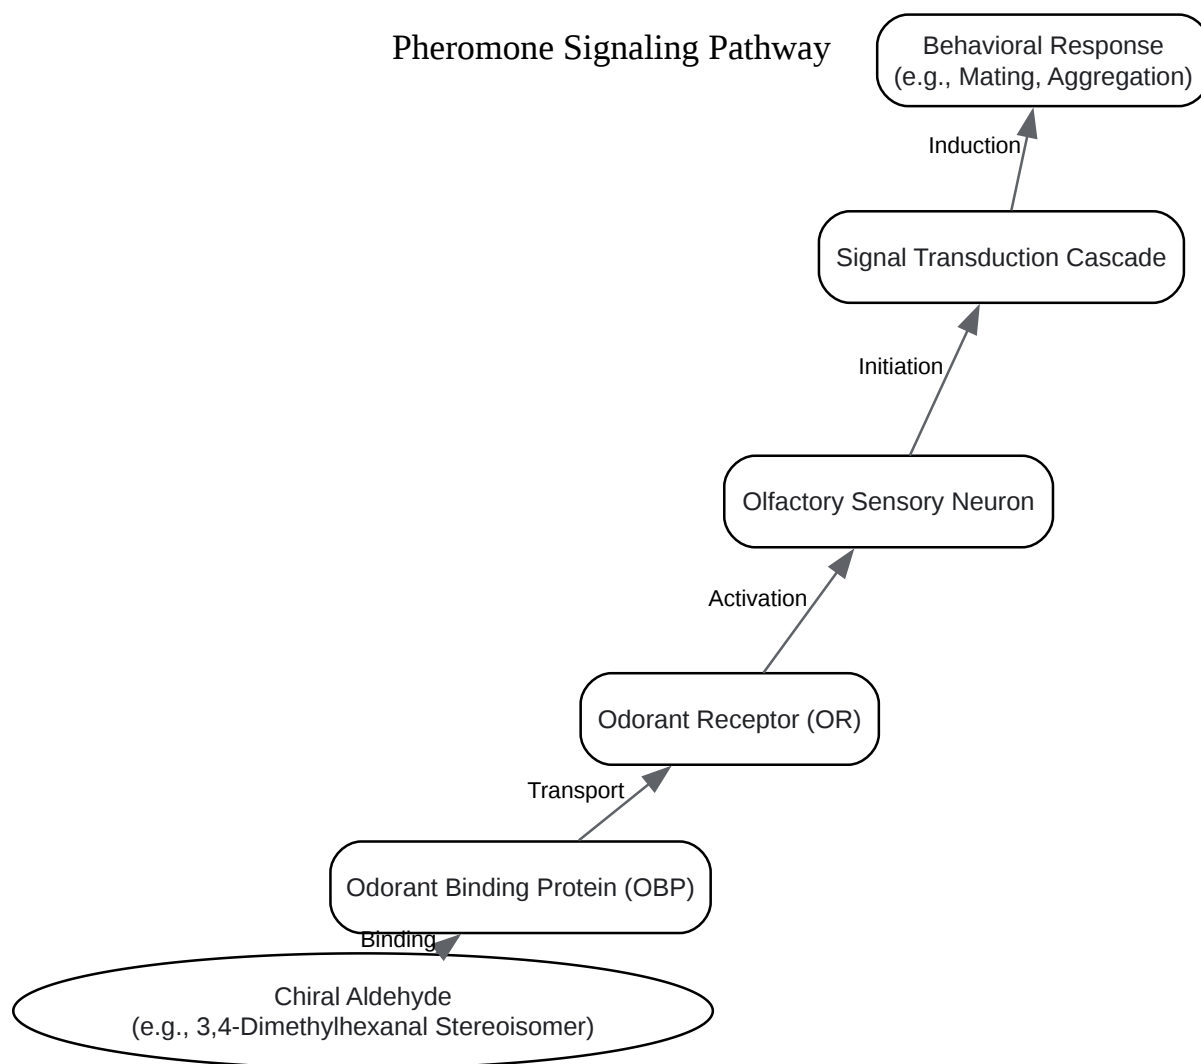 Pheromone Signaling Pathway
Behavioral Response
(e.g., Mating, Aggregation)
Induction
Signal Transduction Cascade
Initiation
Olfactory Sensory Neuron
Activation
Odorant Receptor (OR)
Transport
Odorant Binding Protein (OBP)
Binding
Chiral Aldehyde
(e.g., 3,4-Dimethylhexanal Stereoisomer)